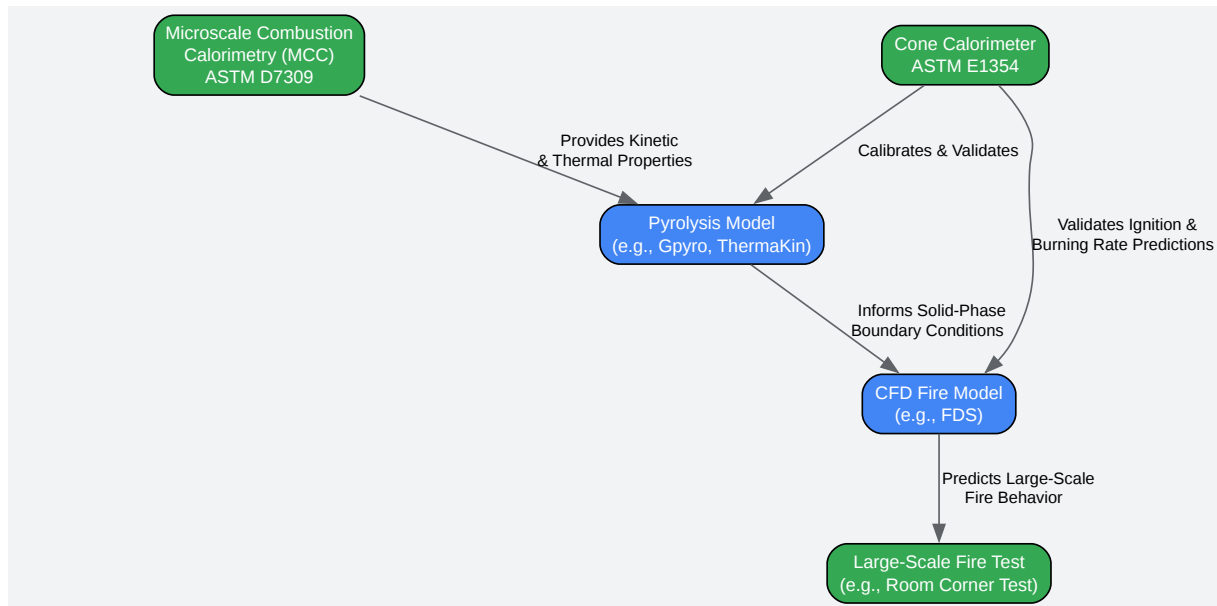 Microscale Combustion
Calorimetry (MCC)
ASTM D7309
Cone Calorimeter
ASTM E1354
Provides Kinetic
& Thermal Properties
Calibrates & Validates
Pyrolysis Model
(e.g., Gpyro, ThermaKin)
Validates Ignition &
Burning Rate Predictions
Informs Solid-Phase
Boundary Conditions
CFD Fire Model
(e.g., FDS)
Predicts Large-Scale
Fire Behavior
Large-Scale Fire Test
(e.g., Room Corner Test)